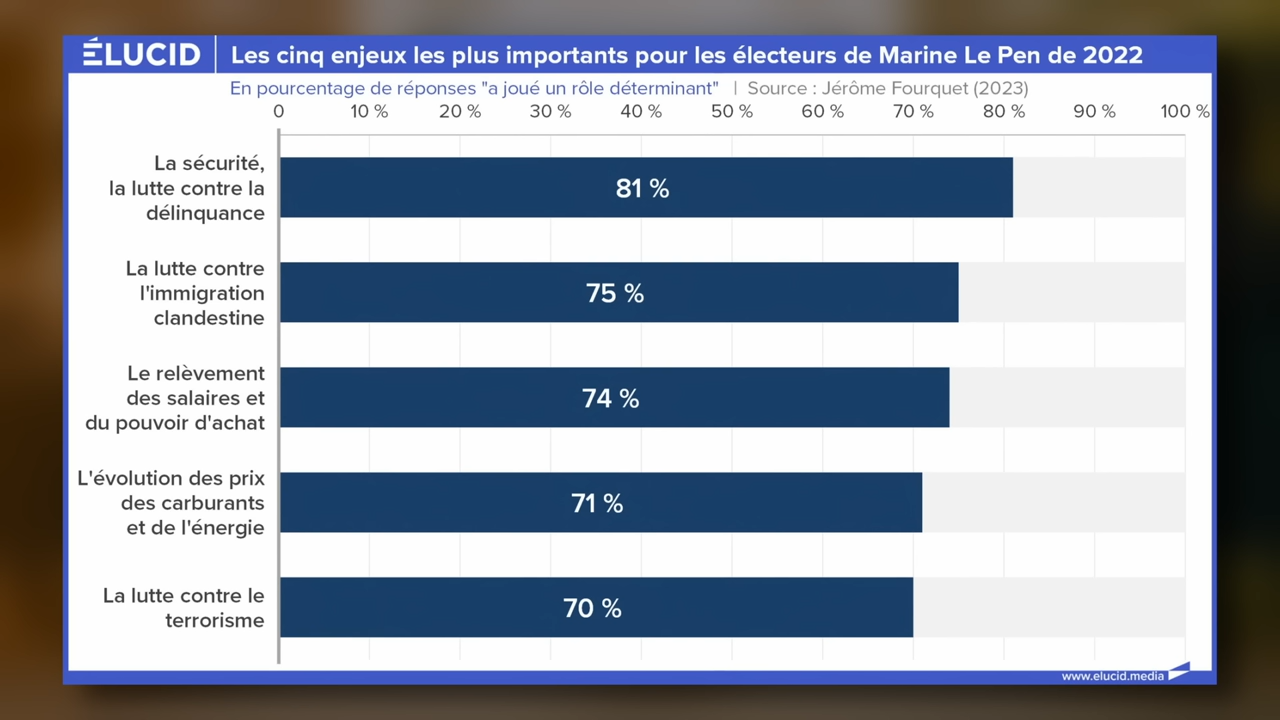 ÉLUCID
Les cinq enjeux les plus importants pour les électeurs de Marine Le Pen de 2022
En pourcentage de réponses "a joué un rôle déterminant" | Source : Jérôme Fourquet (2023)
0 10 % 20 % 30 % 40 % 50 % 60 % 70 % 80 % 90 % 100 %
La sécurité,
la lutte contre la
délinquance
81 %
La lutte contre
l'immigration
clandestine
75 %
Le relèvement
des salaires et
du pouvoir d'achat
74 %
L'évolution des prix
des carburants
et de l'énergie
71 %
La lutte contre le
terrorisme
70 %
www.elucid.media